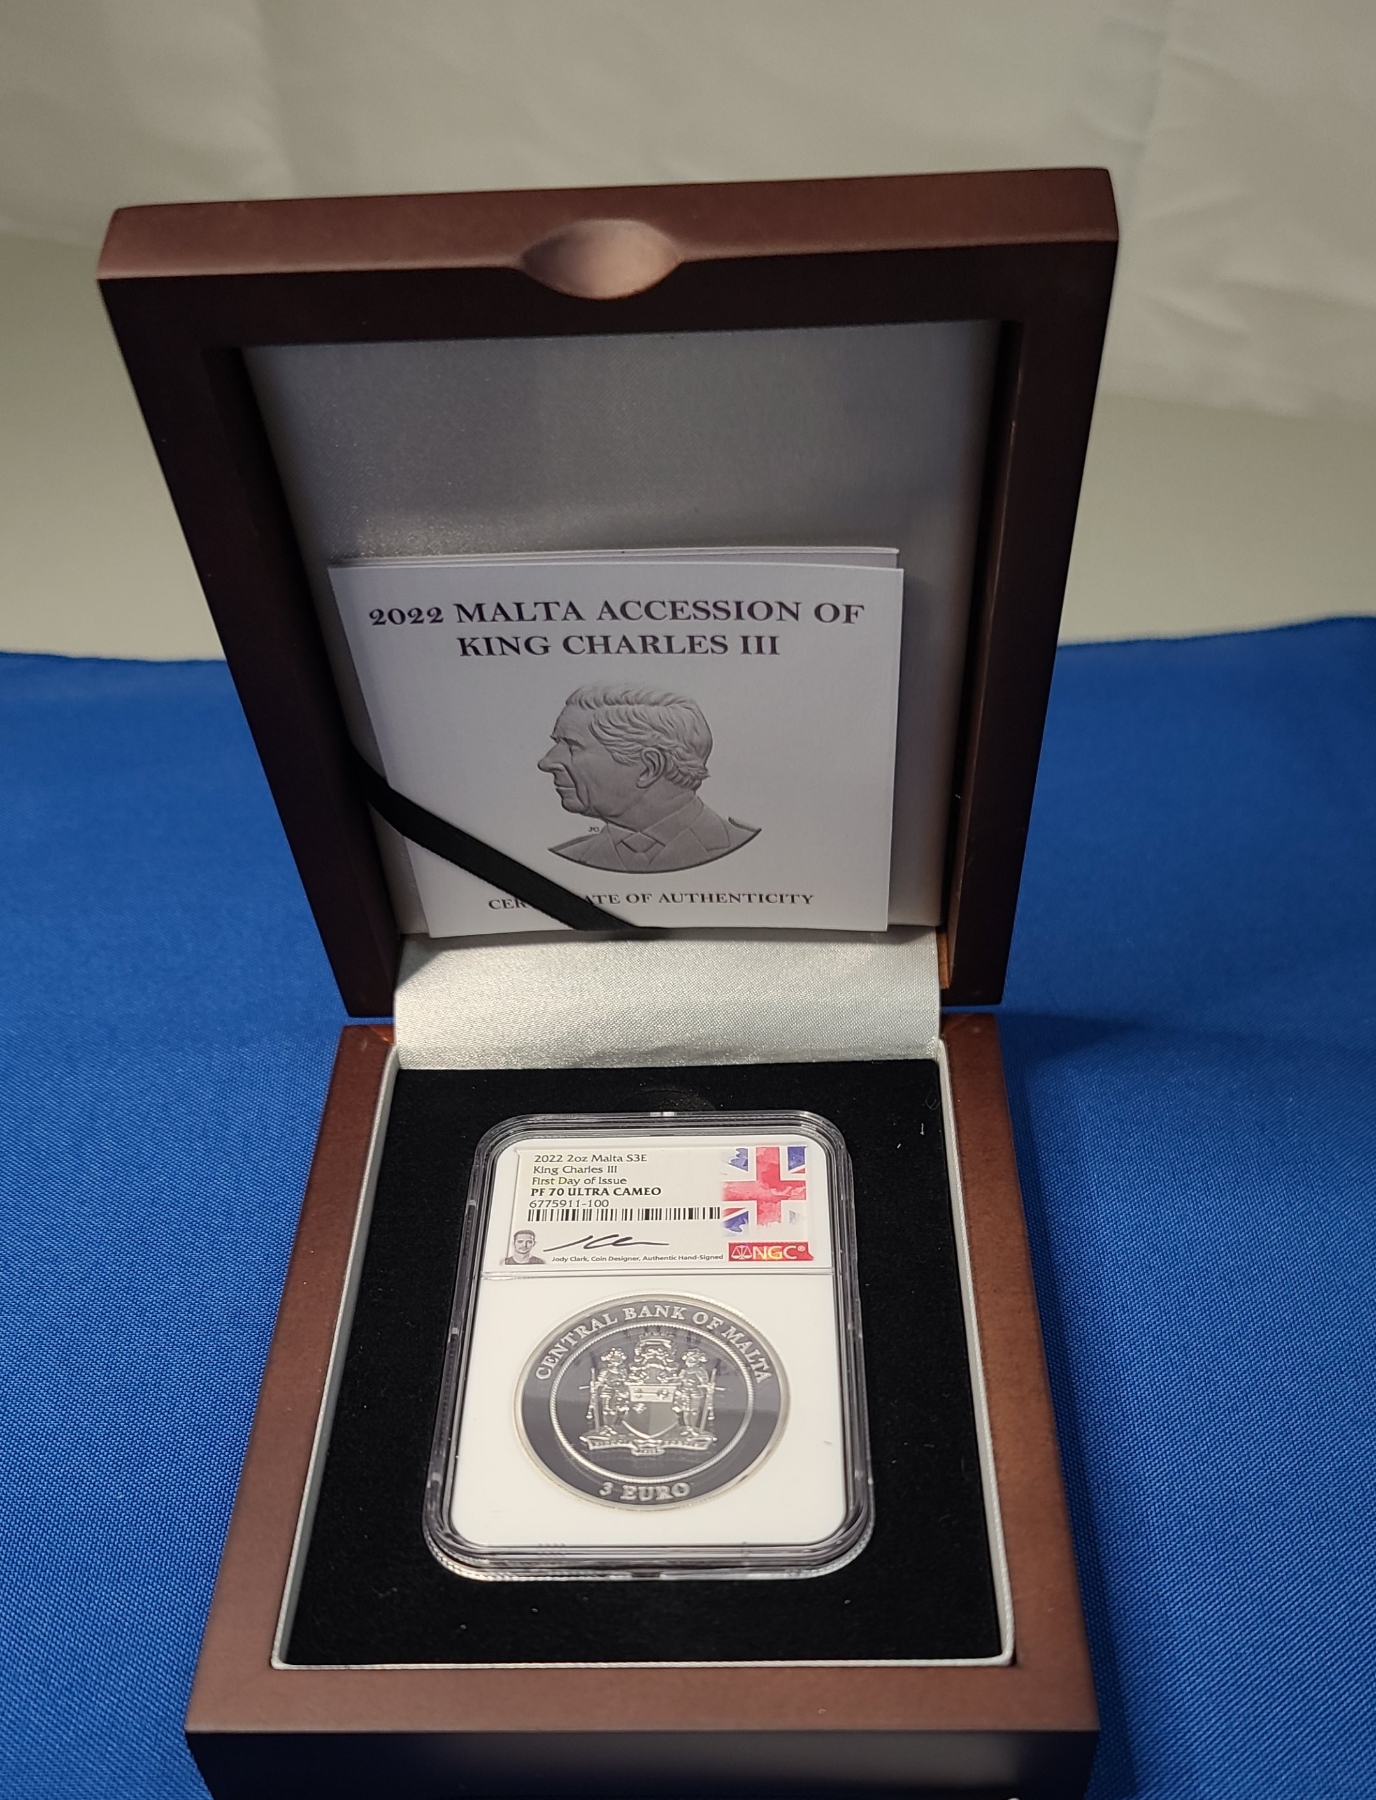 2022 MALTA ACCESSION OF
KING CHARLES III
JC
CER ATE OF AUTHENTICITY
2022 2oz Malta S3E
King Charles III
First Day of Issue
PF 70 ULTRA CAMEO
6775911-100
Jody Clark, Coin Designer, Authentic Hand-Signed
NGC®
CENTRAL BANK OF MALTA
3 EURO